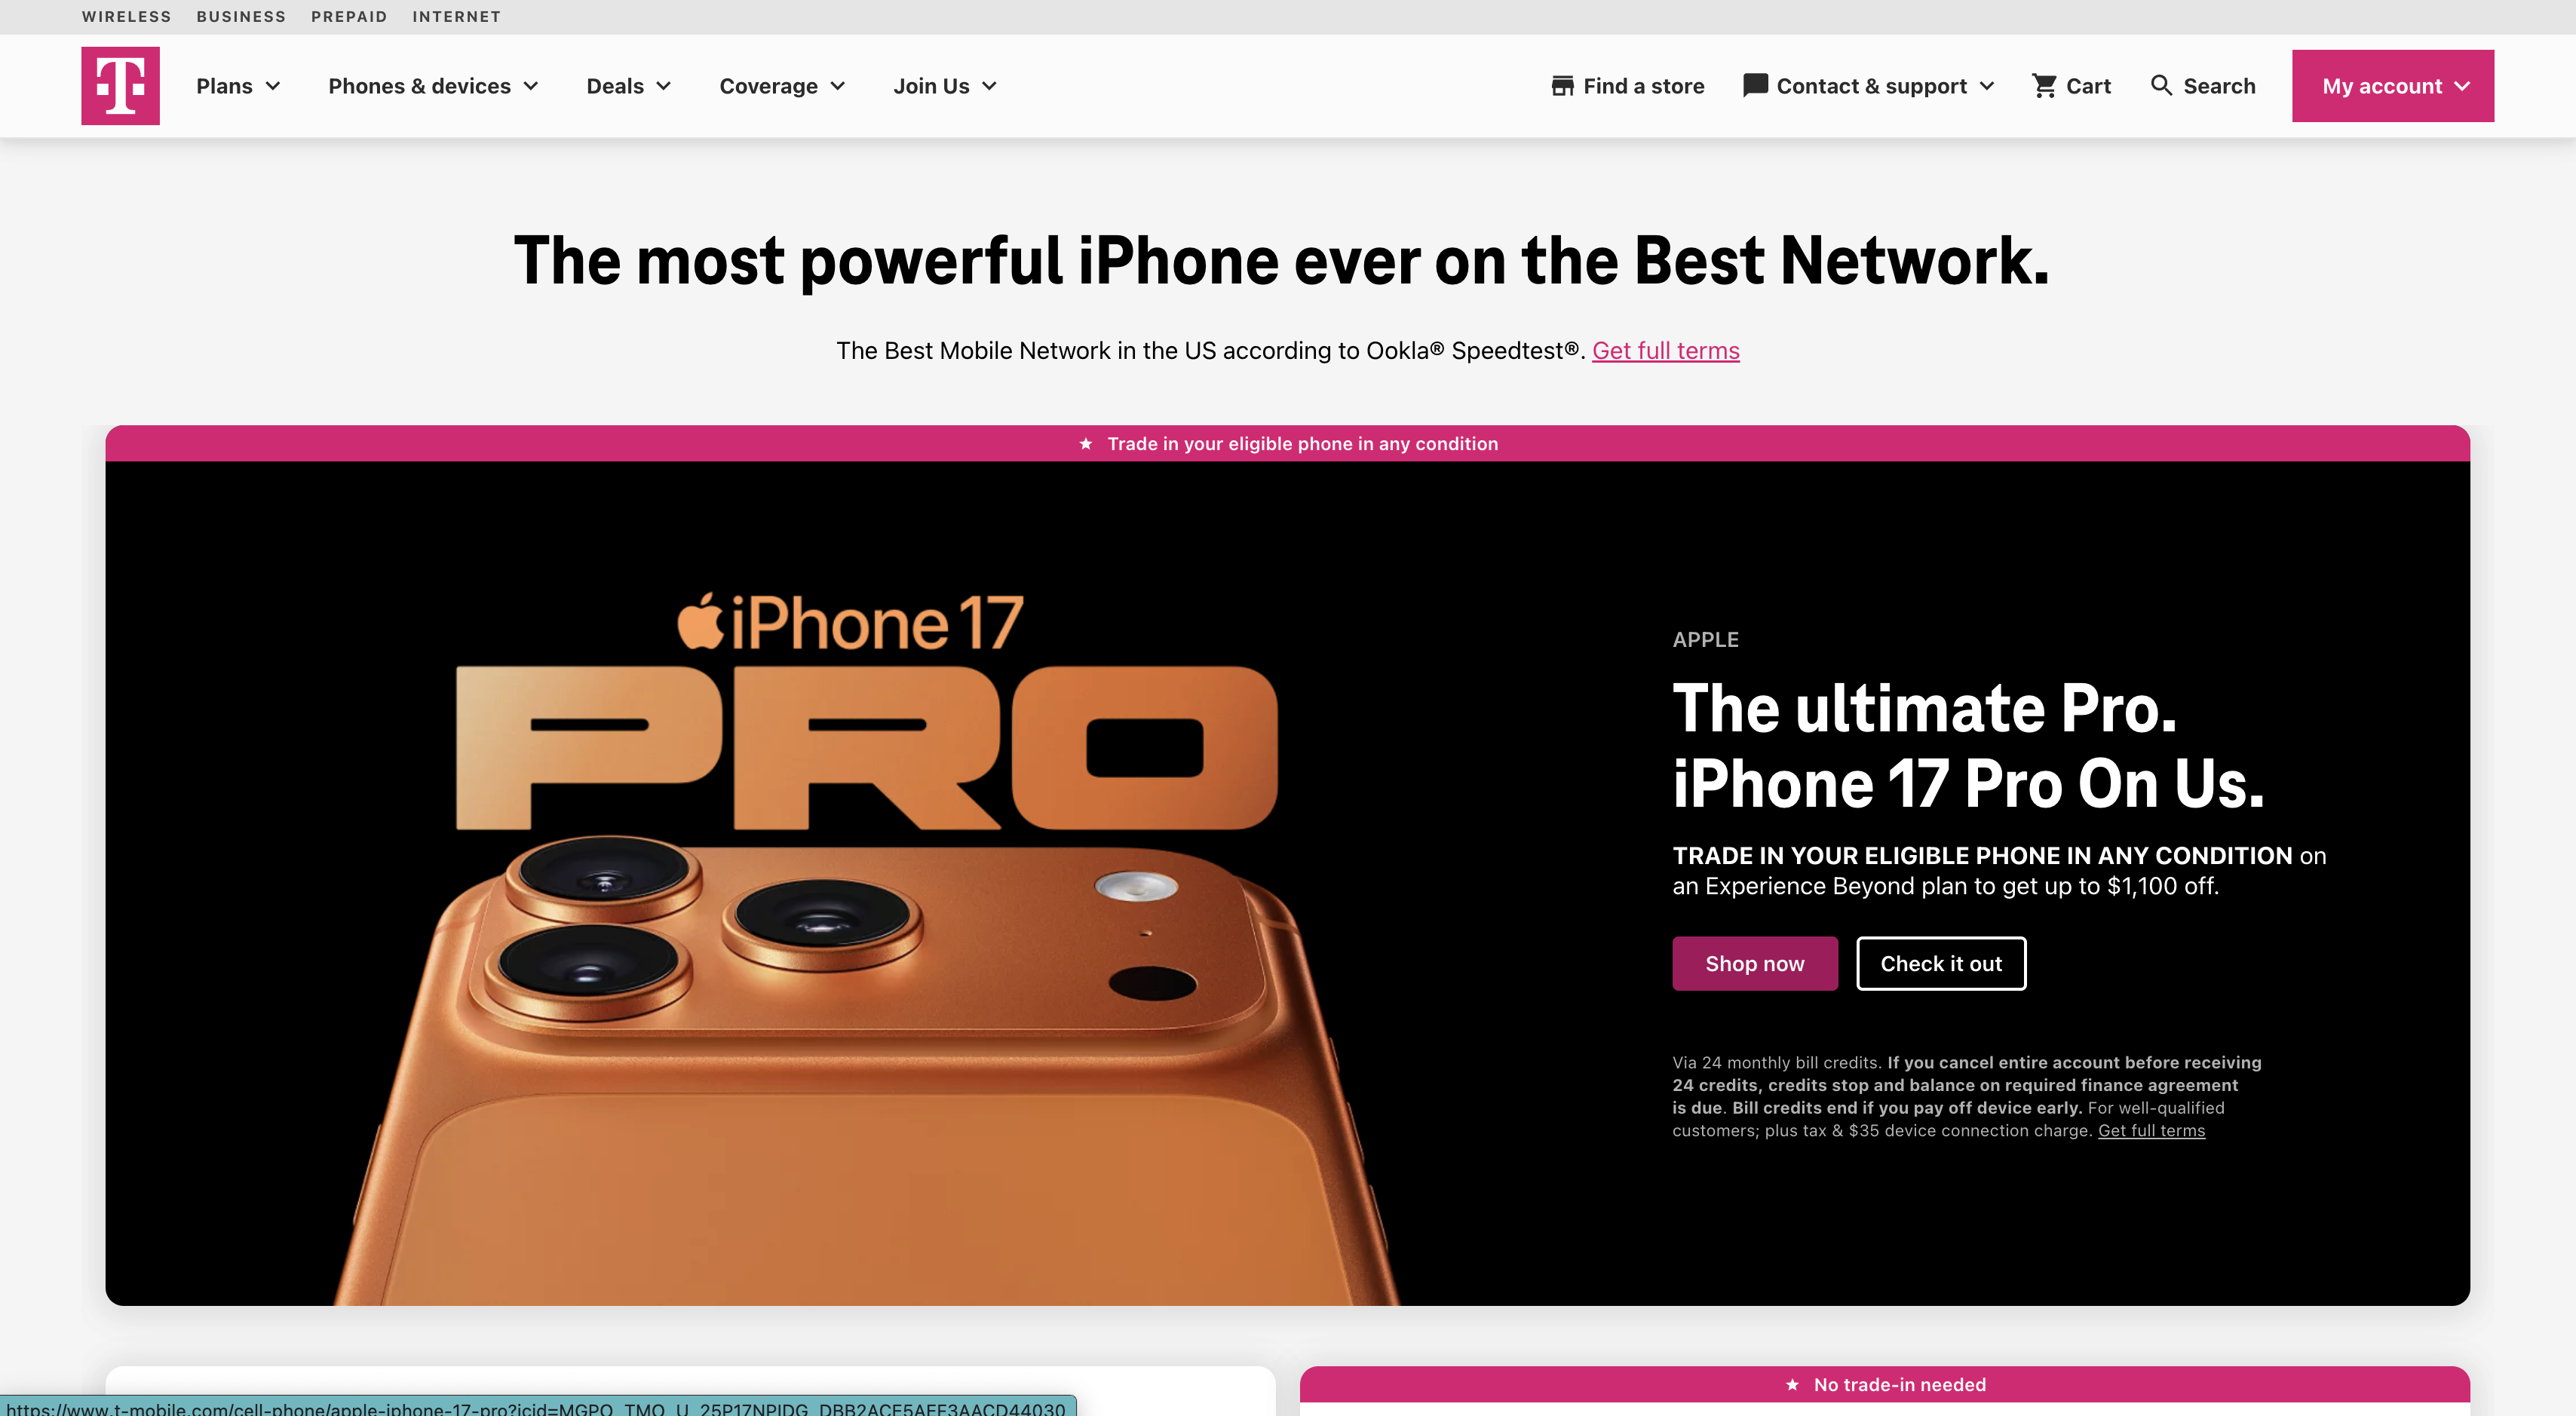 WIRELESS BUSINESS PREPAID INTERNET
T
Plans Phones & devices Deals Coverage Join Us Find a store Contact & support Cart Search My account
The most powerful iPhone ever on the Best Network.
The Best Mobile Network in the US according to Ookla® Speedtest®. Get full terms
Trade in your eligible phone in any condition
iPhone 17
PRO
APPLE
The ultimate Pro.
iPhone 17 Pro On Us.
TRADE IN YOUR ELIGIBLE PHONE IN ANY CONDITION on
an Experience Beyond plan to get up to $1,100 off.
Shop now Check it out
Via 24 monthly bill credits. If you cancel entire account before receiving
24 credits, credits stop and balance on required finance agreement
is due. Bill credits end if you pay off device early. For well-qualified
customers; plus tax & $35 device connection charge. Get full terms
No trade-in needed
https://www.t-mobile.com/cell-phone/apple-iphone-17-pro?icid=MGPO_TMO_U_25P17NPIDG_DBB2ACE5AEF3AACD44030